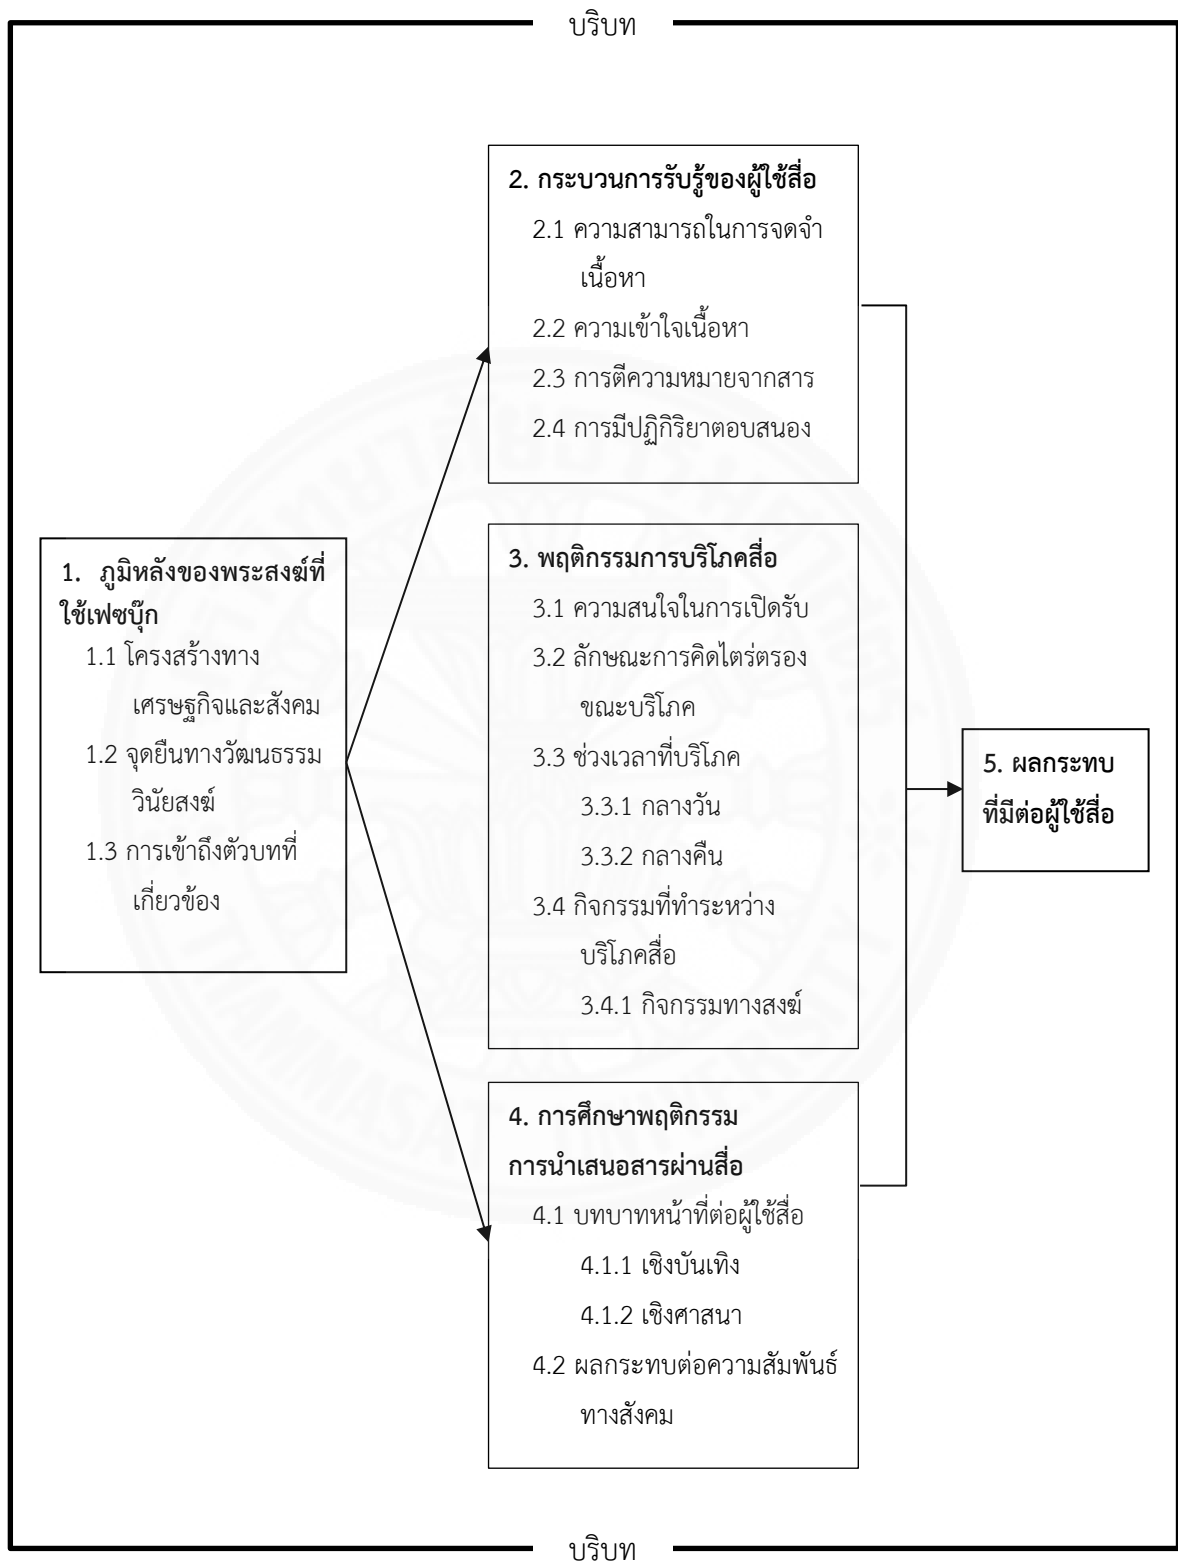 บริบท
2. กระบวนการรับรู้ของผู้ใช้สื่อ
2.1 ความสามารถในการจดจำ
เนื้อหา
2.2 ความเข้าใจเนื้อหา
2.3 การตีความหมายจากสาร
2.4 การมีปฏิกิริยาตอบสนอง
1. ภูมิหลังของพระสงฆ์ที่
ใช้เฟซบุ๊ก
1.1 โครงสร้างทาง
เศรษฐกิจและสังคม
1.2 จุดยืนทางวัฒนธรรม
วินัยสงฆ์
1.3 การเข้าถึงตัวบทที่
เกี่ยวข้อง
3. พฤติกรรมการบริโภคสื่อ
3.1 ความสนใจในการเปิดรับ
3.2 ลักษณะการคิดไตร่ตรอง
ขณะบริโภค
3.3 ช่วงเวลาที่บริโภค
3.3.1 กลางวัน
3.3.2 กลางคืน
3.4 กิจกรรมที่ทำระหว่าง
บริโภคสื่อ
3.4.1 กิจกรรมทางสงฆ์
4. การศึกษาพฤติกรรม
การนำเสนอสารผ่านสื่อ
4.1 บทบาทหน้าที่ต่อผู้ใช้สื่อ
4.1.1 เชิงบันเทิง
4.1.2 เชิงศาสนา
4.2 ผลกระทบต่อความสัมพันธ์
ทางสังคม
5. ผลกระทบ
ที่มีต่อผู้ใช้สื่อ
บริบท